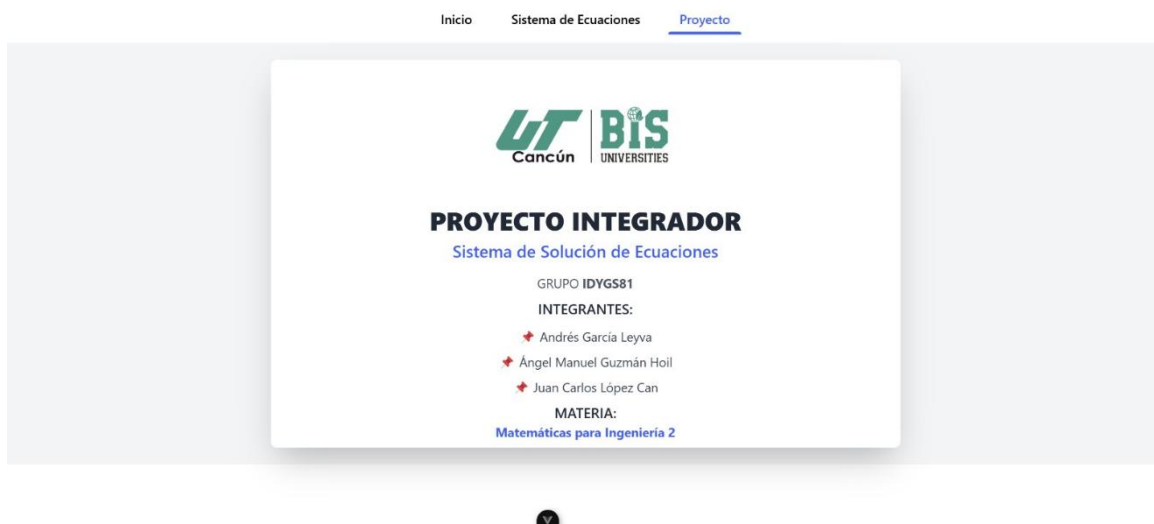 Inicio Sistema de Ecuaciones Proyecto
UT Cancún BIS UNIVERSITIES
PROYECTO INTEGRADOR
Sistema de Solución de Ecuaciones
GRUPO IDYGS81
INTEGRANTES:
Andrés García Leyva
Ángel Manuel Guzmán Hoil
Juan Carlos López Can
MATERIA:
Matemáticas para Ingeniería 2